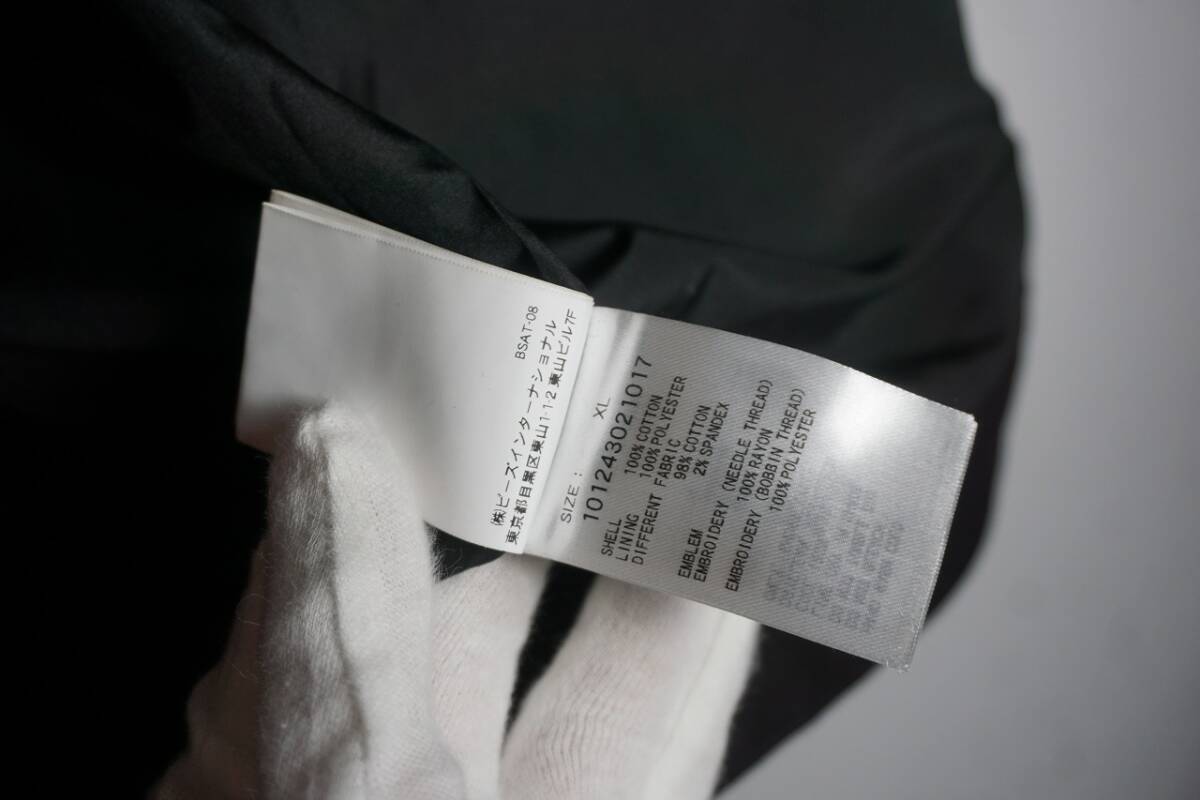 BSAT-08
(株)ビーズインターナショナル
東京都目黒区東山1-1-2 東山ビル7F
SIZE : XL
101243021017
SHELL 100% COTTON
LINING 100% POLYESTER
DIFFERENT FABRIC
98% COTTON
2% SPANDEX
EMBLEM
EMBROIDERY (NEEDLE THREAD)
100% RAYON
EMBROIDERY (BOBBIN THREAD)
100% POLYESTER